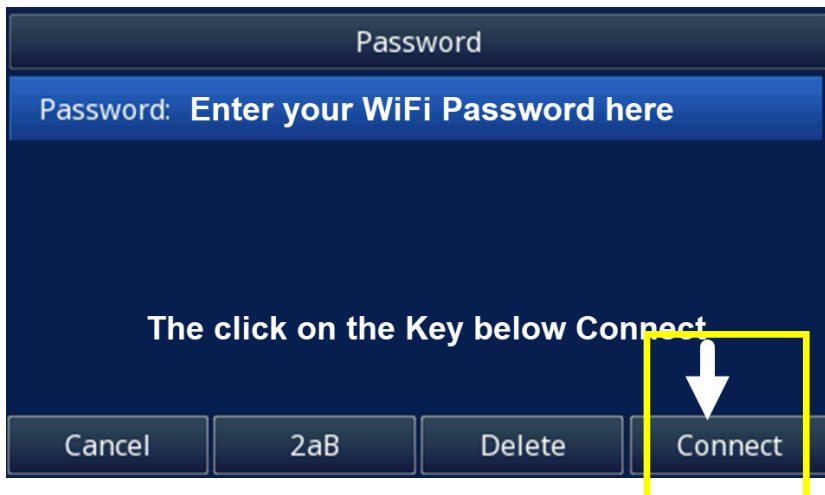 Password
Password: Enter your WiFi Password here
The click on the Key below Connect
Cancel 2aB Delete Connect